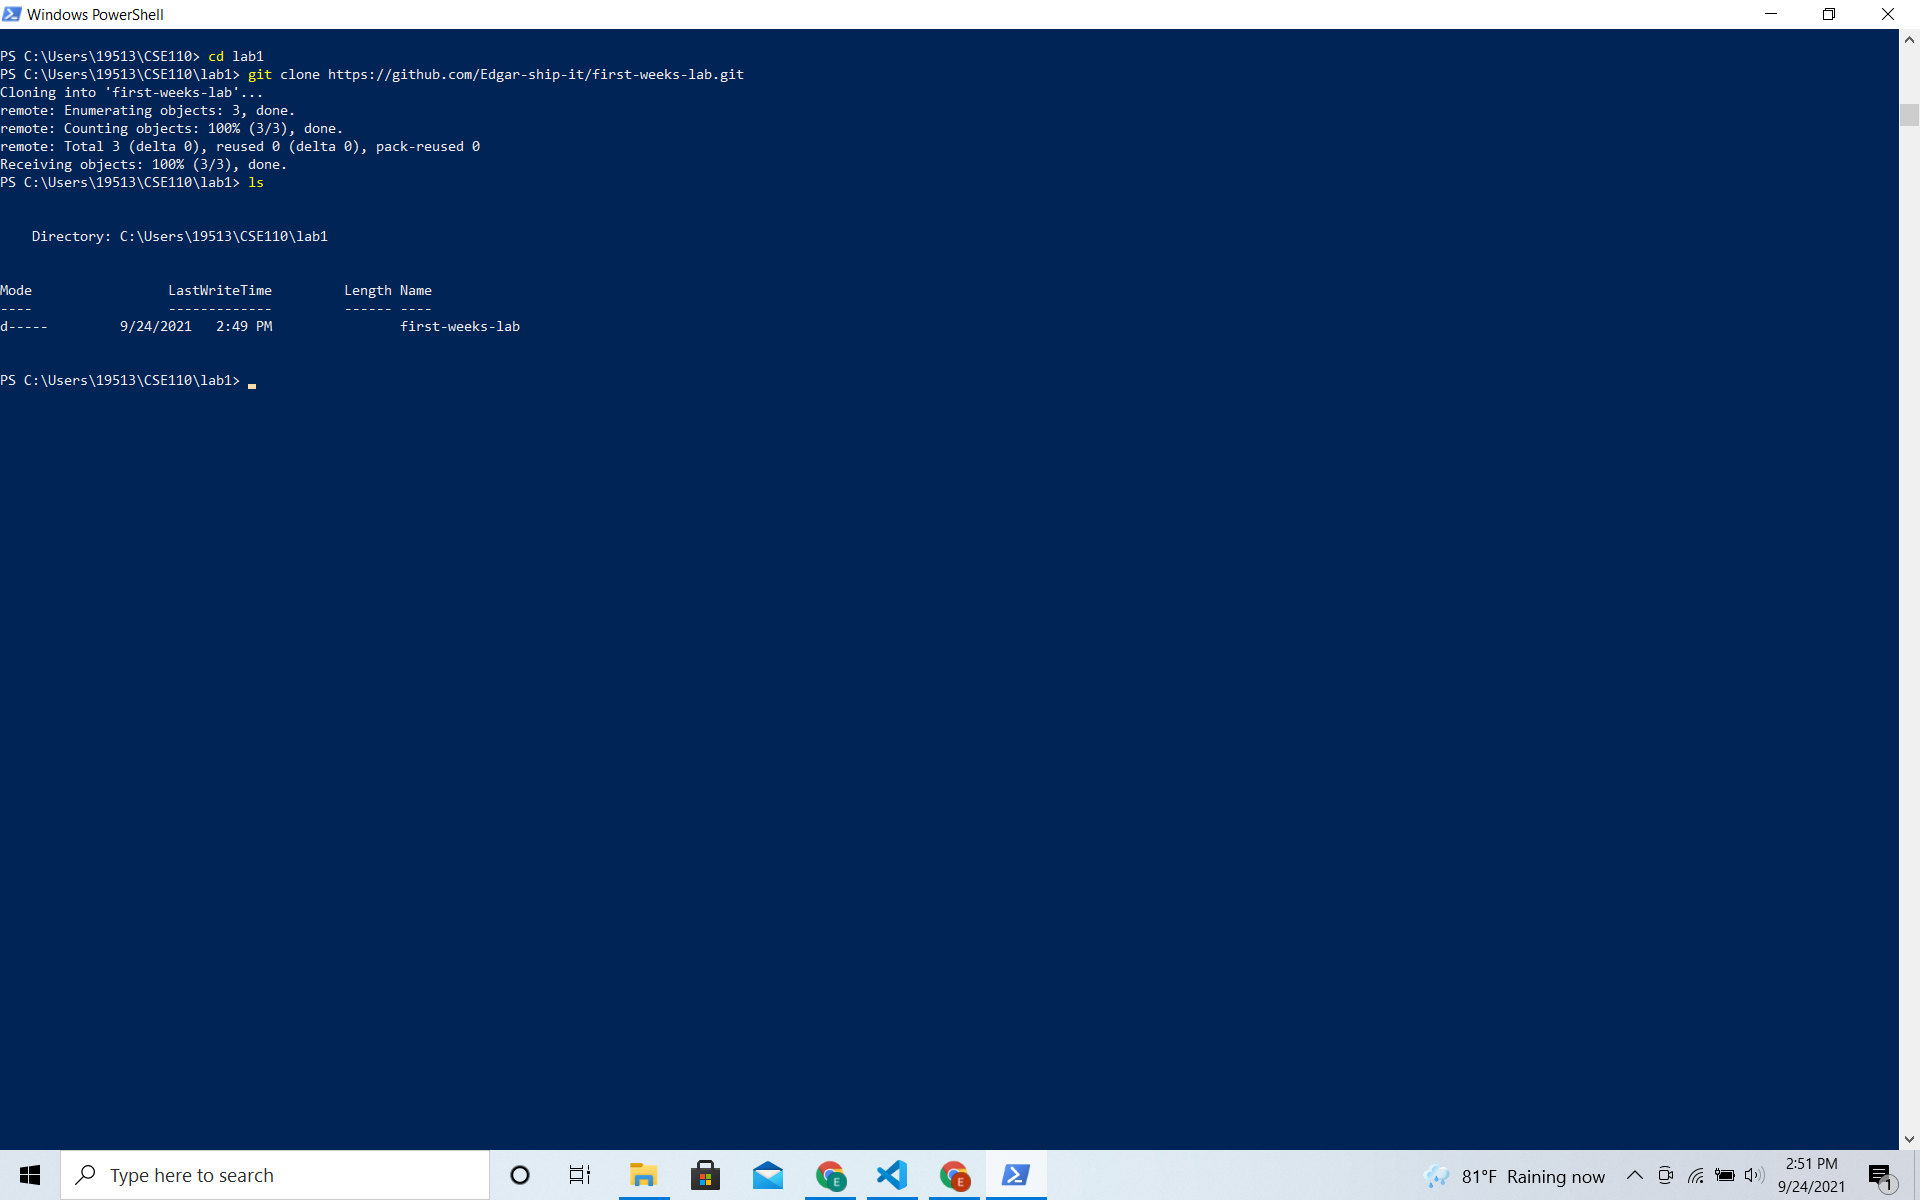 Windows PowerShell
PS C:\Users\19513\CSE110> cd lab1
PS C:\Users\19513\CSE110\lab1> git clone https://github.com/Edgar-ship-it/first-weeks-lab.git
Cloning into 'first-weeks-lab'...
remote: Enumerating objects: 3, done.
remote: Counting objects: 100% (3/3), done.
remote: Total 3 (delta 0), reused 0 (delta 0), pack-reused 0
Receiving objects: 100% (3/3), done.
PS C:\Users\19513\CSE110\lab1> ls
Directory: C:\Users\19513\CSE110\lab1
Mode LastWriteTime Length Name
---- ------------- ------ ----
d----- 9/24/2021 2:49 PM first-weeks-lab
PS C:\Users\19513\CSE110\lab1>
Type here to search
E
E
81°F Raining now
2:51 PM
9/24/2021
1